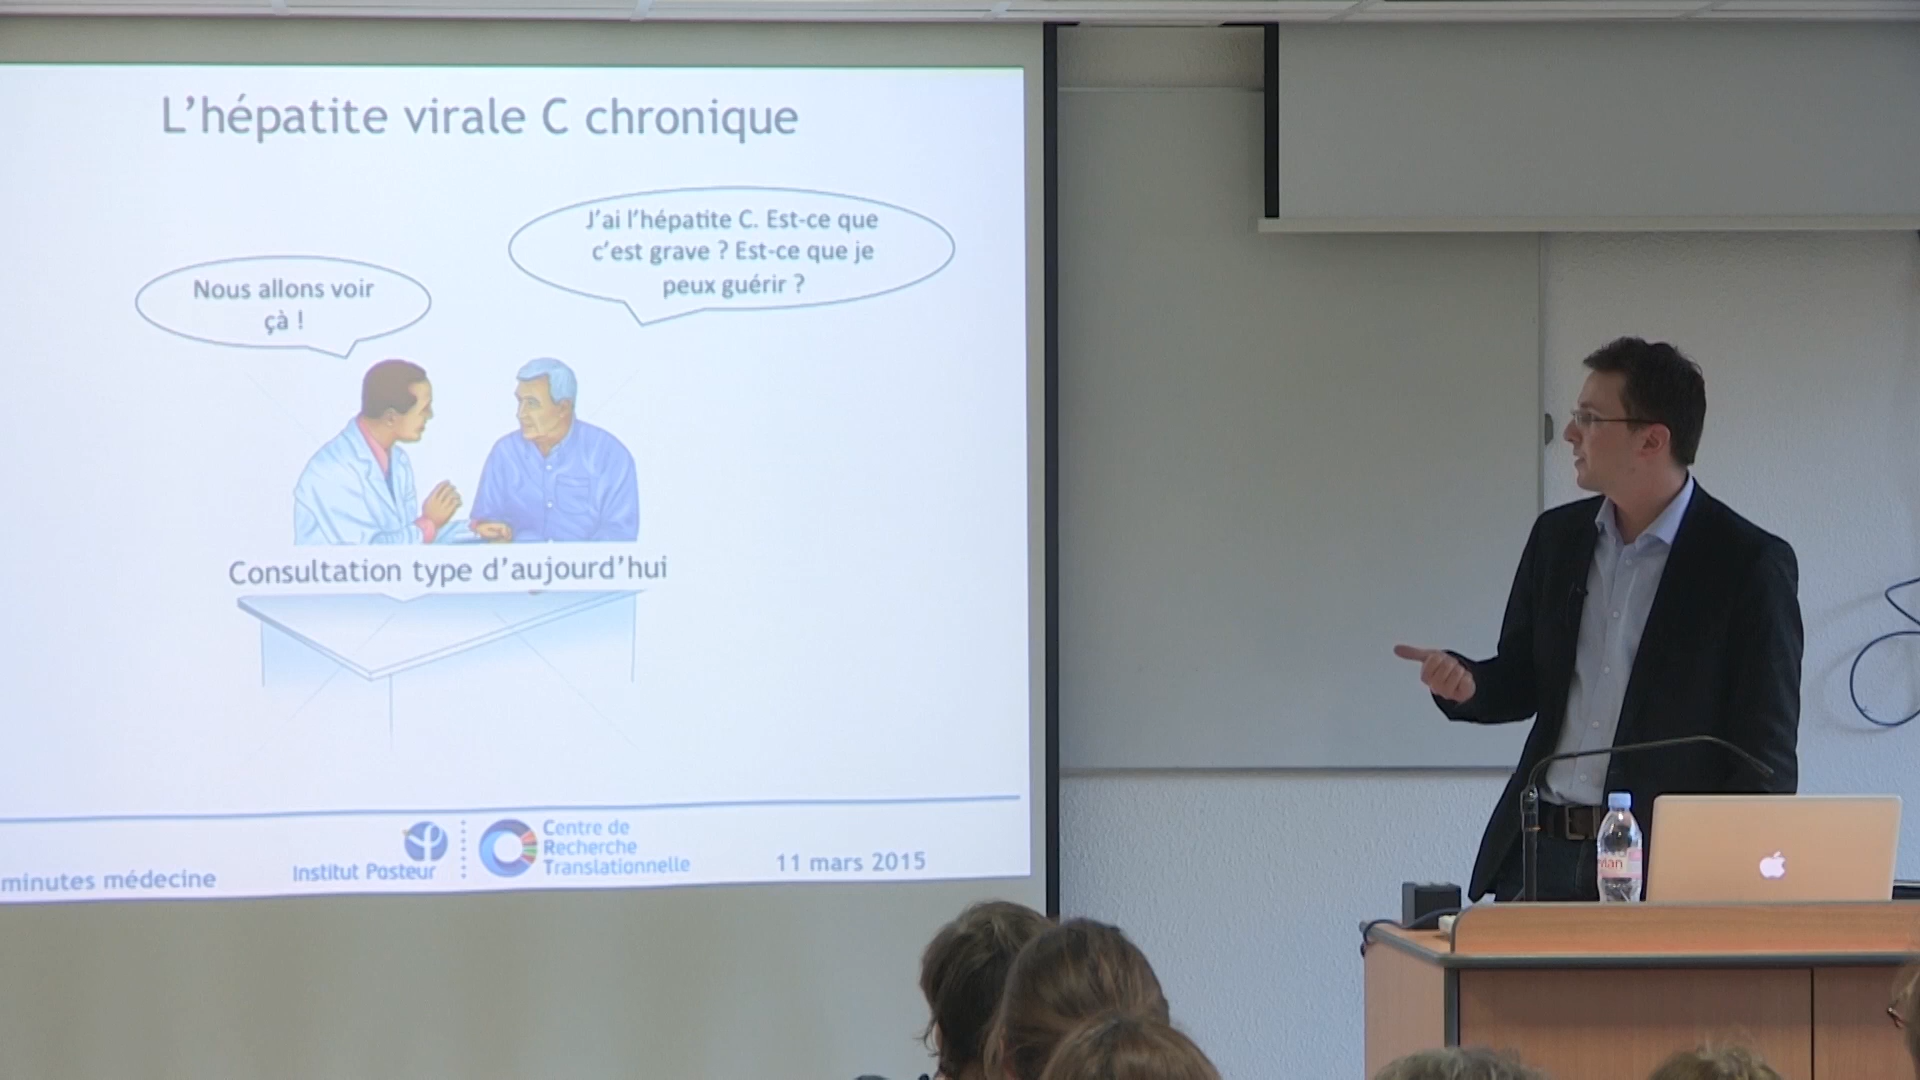 L'hépatite virale C chronique
J'ai l'hépatite C. Est-ce que
c'est grave ? Est-ce que je
peux guérir ?
Nous allons voir
çà !
Consultation type d'aujourd'hui
minutes médecine
Institut Pasteur
Centre de
Recherche
Translationnelle
11 mars 2015